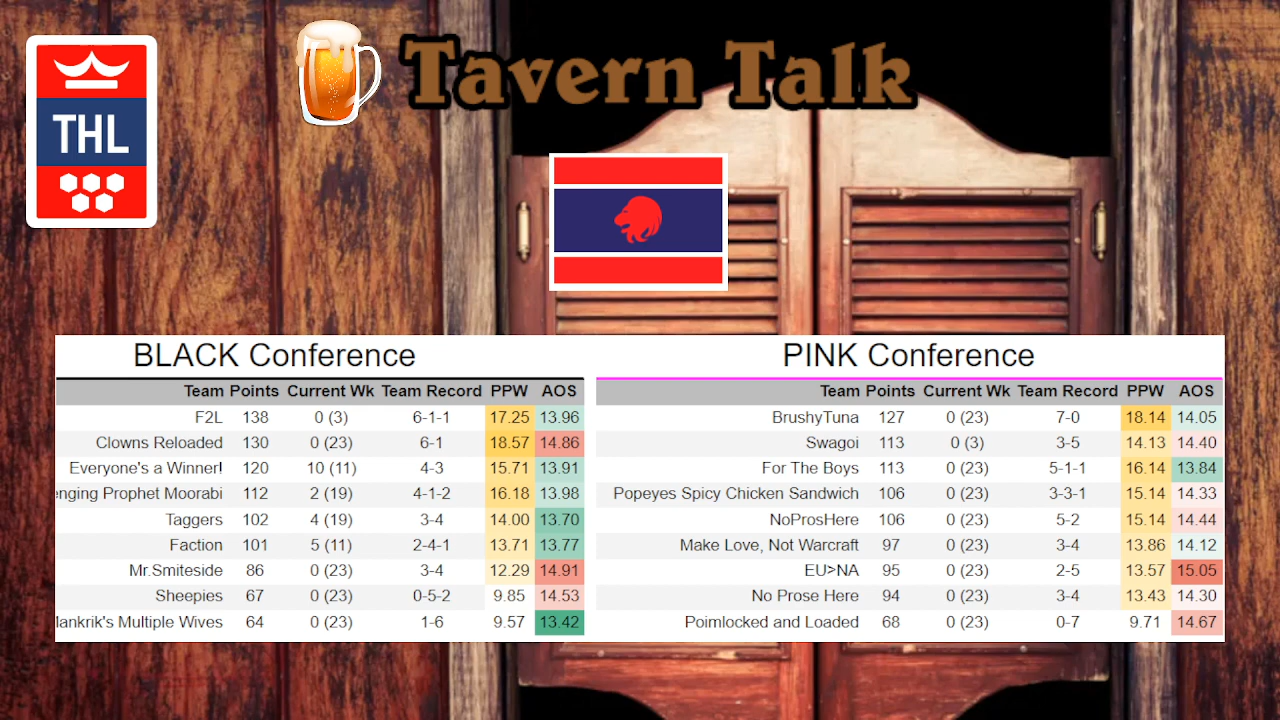 THL
Tavern Talk
BLACK Conference
Team Points Current Wk Team Record PPW AOS
F2L 138 0 (3) 6-1-1 17.25 13.96
Clowns Reloaded 130 0 (23) 6-1 18.57 14.86
Everyone's a Winner! 120 10 (11) 4-3 15.71 13.91
enging Prophet Moorabi 112 2 (19) 4-1-2 16.18 13.98
Taggers 102 4 (19) 3-4 14.00 13.70
Faction 101 5 (11) 2-4-1 13.71 13.77
Mr.Smiteside 86 0 (23) 3-4 12.29 14.91
Sheepies 67 0 (23) 0-5-2 9.85 14.53
lankrik's Multiple Wives 64 0 (23) 1-6 9.57 13.42
PINK Conference
Team Points Current Wk Team Record PPW AOS
BrushyTuna 127 0 (23) 7-0 18.14 14.05
Swagoi 113 0 (3) 3-5 14.13 14.40
For The Boys 113 0 (23) 5-1-1 16.14 13.84
Popeyes Spicy Chicken Sandwich 106 0 (23) 3-3-1 15.14 14.33
NoProsHere 106 0 (23) 5-2 15.14 14.44
Make Love, Not Warcraft 97 0 (23) 3-4 13.86 14.12
EU>NA 95 0 (23) 2-5 13.57 15.05
No Prose Here 94 0 (23) 3-4 13.43 14.30
Poimlocked and Loaded 68 0 (23) 0-7 9.71 14.67